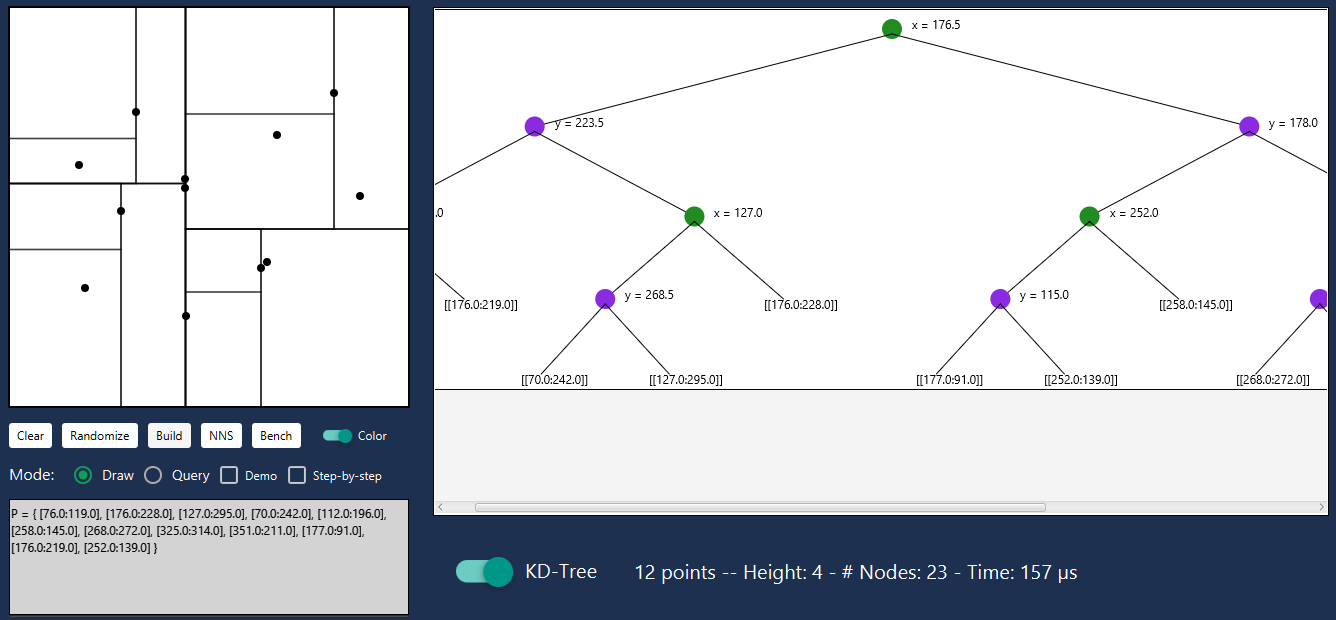 x = 176.5
y = 223.5
y = 178.0
.0
x = 127.0
x = 252.0
[[176.0:219.0]]
y = 268.5
[[176.0:228.0]]
y = 115.0
[[258.0:145.0]]
[[70.0:242.0]]
[[127.0:295.0]]
[[177.0:91.0]]
[[252.0:139.0]]
[[268.0:272.0]]
Clear
Randomize
Build
NNS
Bench
Color
Mode:
Draw
Query
Demo
Step-by-step
P = { [76.0:119.0], [176.0:228.0], [127.0:295.0], [70.0:242.0], [112.0:196.0],
[258.0:145.0], [268.0:272.0], [325.0:314.0], [351.0:211.0], [177.0:91.0],
[176.0:219.0], [252.0:139.0] }
KD-Tree
12 points -- Height: 4 - # Nodes: 23 - Time: 157 µs